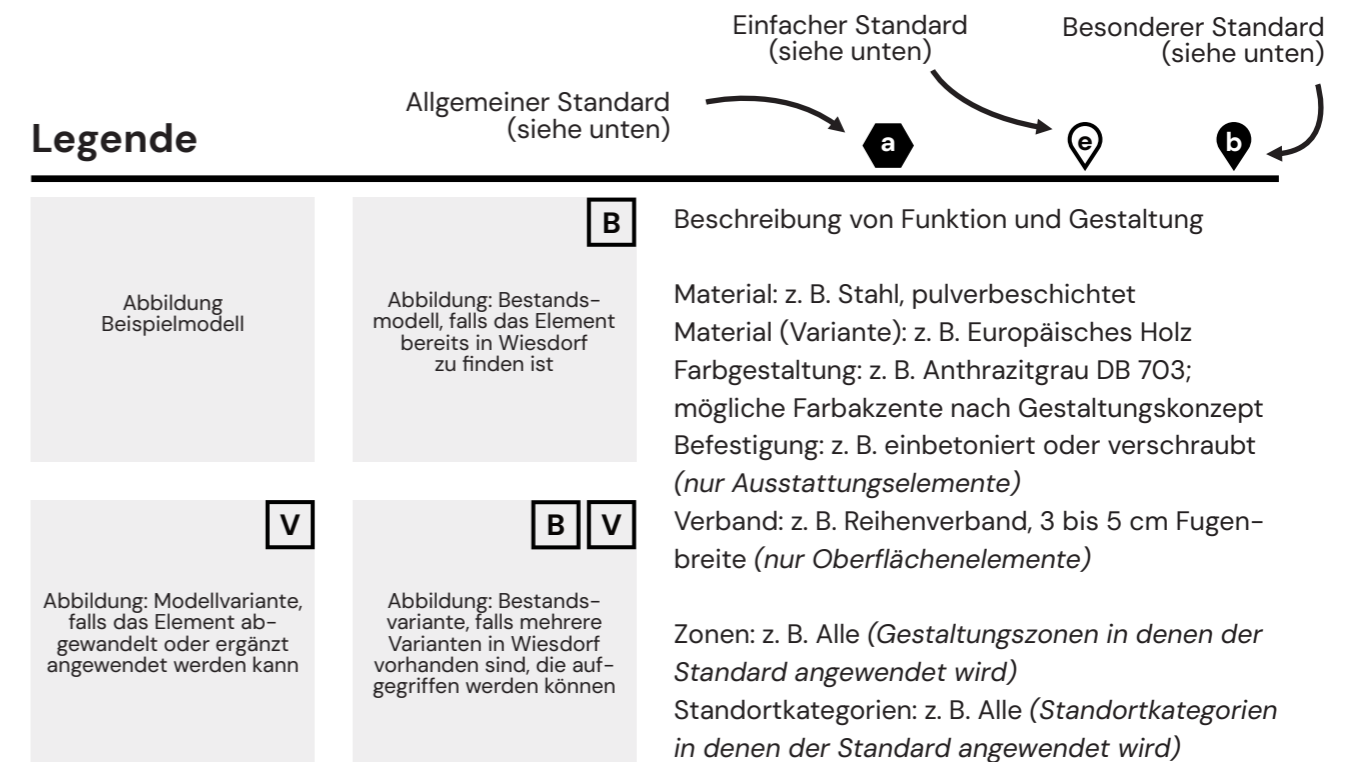 Einfacher Standard
(siehe unten)
Besonderer Standard
(siehe unten)
Allgemeiner Standard
(siehe unten)
Legende
a
e
b
Abbildung
Beispielmodell
B
Abbildung: Bestands-
modell, falls das Element
bereits in Wiesdorf
zu finden ist
V
Abbildung: Modellvariante,
falls das Element ab-
gewandelt oder ergänzt
angewendet werden kann
B V
Abbildung: Bestands-
variante, falls mehrere
Varianten in Wiesdorf
vorhanden sind, die auf-
gegriffen werden können
Beschreibung von Funktion und Gestaltung
Material: z. B. Stahl, pulverbeschichtet
Material (Variante): z. B. Europäisches Holz
Farbgestaltung: z. B. Anthrazitgrau DB 703;
mögliche Farbakzente nach Gestaltungskonzept
Befestigung: z. B. einbetoniert oder verschraubt
(nur Ausstattungselemente)
Verband: z. B. Reihenverband, 3 bis 5 cm Fugen-
breite (nur Oberflächenelemente)
Zonen: z. B. Alle (Gestaltungszonen in denen der
Standard angewendet wird)
Standortkategorien: z. B. Alle (Standortkategorien
in denen der Standard angewendet wird)